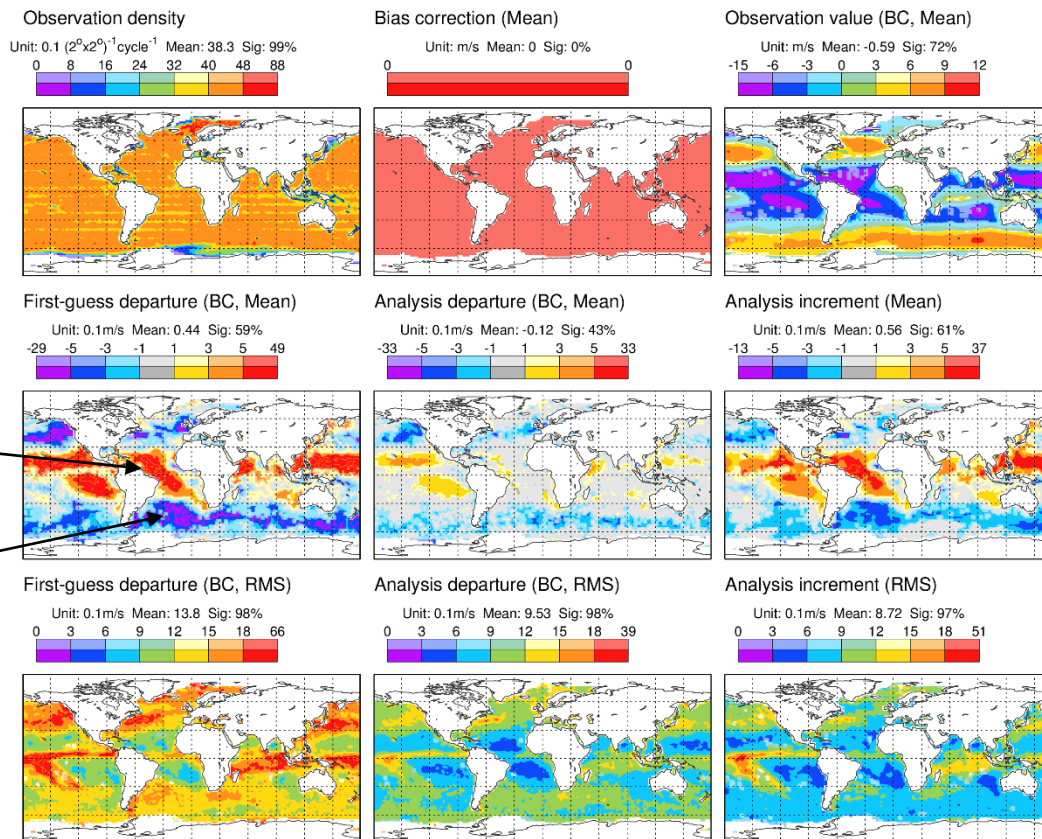 Observation density
Unit: 0.1 (2°x2°)⁻¹cycle⁻¹ Mean: 38.3 Sig: 99%
0 8 16 24 32 40 48 88
Bias correction (Mean)
Unit: m/s Mean: 0 Sig: 0%
0 0
Observation value (BC, Mean)
Unit: m/s Mean: -0.59 Sig: 72%
-15 -6 -3 0 3 6 9 12
First-guess departure (BC, Mean)
Unit: 0.1m/s Mean: 0.44 Sig: 59%
-29 -5 -3 -1 1 3 5 49
Analysis departure (BC, Mean)
Unit: 0.1m/s Mean: -0.12 Sig: 43%
-33 -5 -3 -1 1 3 5 33
Analysis increment (Mean)
Unit: 0.1m/s Mean: 0.56 Sig: 61%
-13 -5 -3 -1 1 3 5 37
First-guess departure (BC, RMS)
Unit: 0.1m/s Mean: 13.8 Sig: 98%
0 3 6 9 12 15 18 66
Analysis departure (BC, RMS)
Unit: 0.1m/s Mean: 9.53 Sig: 98%
0 3 6 9 12 15 18 39
Analysis increment (RMS)
Unit: 0.1m/s Mean: 8.72 Sig: 97%
0 3 6 9 12 15 18 51